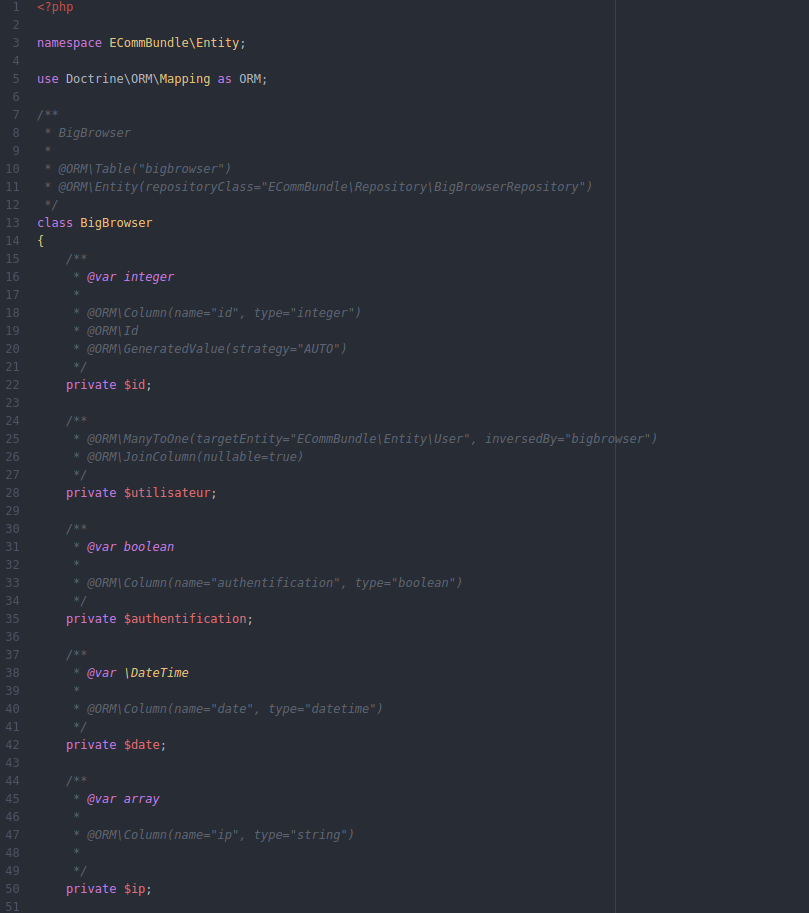 1 <?php
2
3 namespace ECommBundle\Entity;
4
5 use Doctrine\ORM\Mapping as ORM;
6
7 /**
8  * BigBrowser
9  *
10  * @ORM\Table("bigbrowser")
11  * @ORM\Entity(repositoryClass="ECommBundle\Repository\BigBrowserRepository")
12  */
13 class BigBrowser
14 {
15     /**
16      * @var integer
17      *
18      * @ORM\Column(name="id", type="integer")
19      * @ORM\Id
20      * @ORM\GeneratedValue(strategy="AUTO")
21      */
22     private $id;
23
24     /**
25      * @ORM\ManyToOne(targetEntity="ECommBundle\Entity\User", inversedBy="bigbrowser")
26      * @ORM\JoinColumn(nullable=true)
27      */
28     private $utilisateur;
29
30     /**
31      * @var boolean
32      *
33      * @ORM\Column(name="authentification", type="boolean")
34      */
35     private $authentification;
36
37     /**
38      * @var \DateTime
39      *
40      * @ORM\Column(name="date", type="datetime")
41      */
42     private $date;
43
44     /**
45      * @var array
46      *
47      * @ORM\Column(name="ip", type="string")
48      *
49      */
50     private $ip;
51